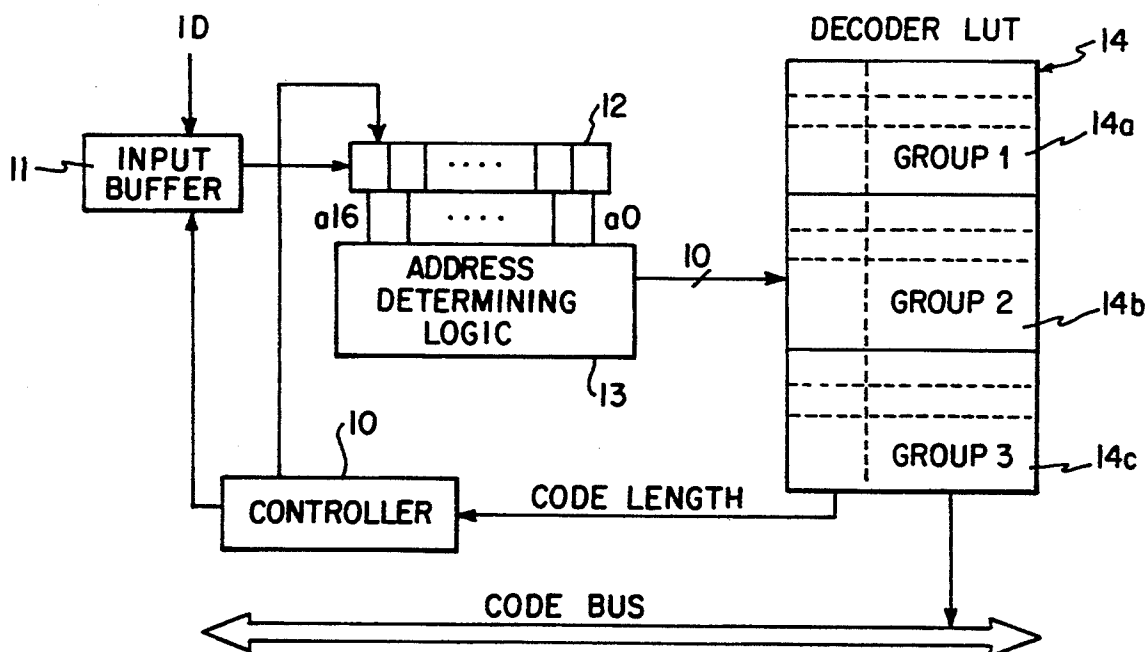 1D
DECODER LUT
14
12
14a
11
INPUT
BUFFER
....
GROUP 1
a16
....
a0
ADDRESS
DETERMINING
LOGIC
10
GROUP 2
14b
13
10
GROUP 3
14c
CONTROLLER
CODE LENGTH
CODE BUS